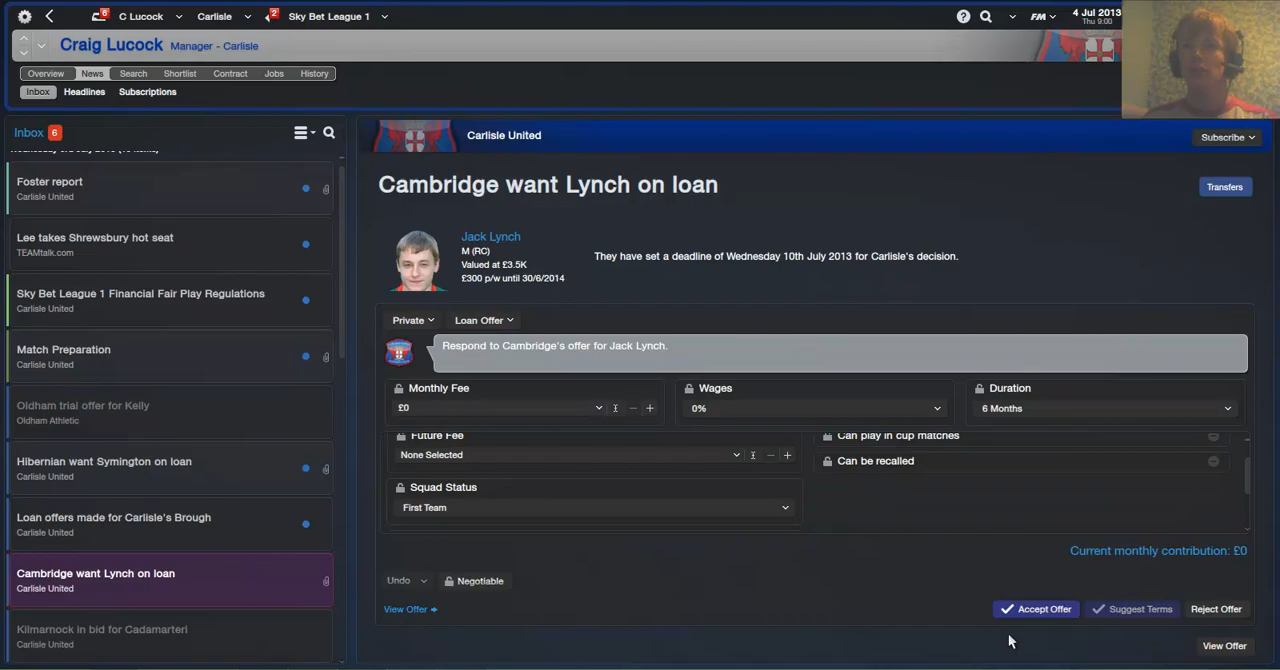 6
C Lucock
Carlisle
2
Sky Bet League 1
?
FM
4 Jul 2013
Thu 9:00
Craig Lucock Manager - Carlisle
Overview News Search Shortlist Contract Jobs History
Inbox Headlines Subscriptions
Inbox 6
Foster report
Carlisle United
Lee takes Shrewsbury hot seat
TEAMtalk.com
Sky Bet League 1 Financial Fair Play Regulations
Carlisle United
Match Preparation
Carlisle United
Oldham trial offer for Kelly
Oldham Athletic
Hibernian want Symington on loan
Carlisle United
Loan offers made for Carlisle's Brough
Carlisle United
Cambridge want Lynch on loan
Carlisle United
Kilmarnock in bid for Cadamarteri
Carlisle United
Carlisle United
Subscribe
Cambridge want Lynch on loan
Transfers
Jack Lynch
M (RC)
Valued at £3.5K
£300 p/w until 30/6/2014
They have set a deadline of Wednesday 10th July 2013 for Carlisle's decision.
Private Loan Offer
Respond to Cambridge's offer for Jack Lynch.
Monthly Fee Wages Duration
£0 0% 6 Months
Future Fee Can play in cup matches
None Selected Can be recalled
Squad Status
First Team
Current monthly contribution: £0
Undo Negotiable
View Offer Accept Offer Suggest Terms Reject Offer
View Offer